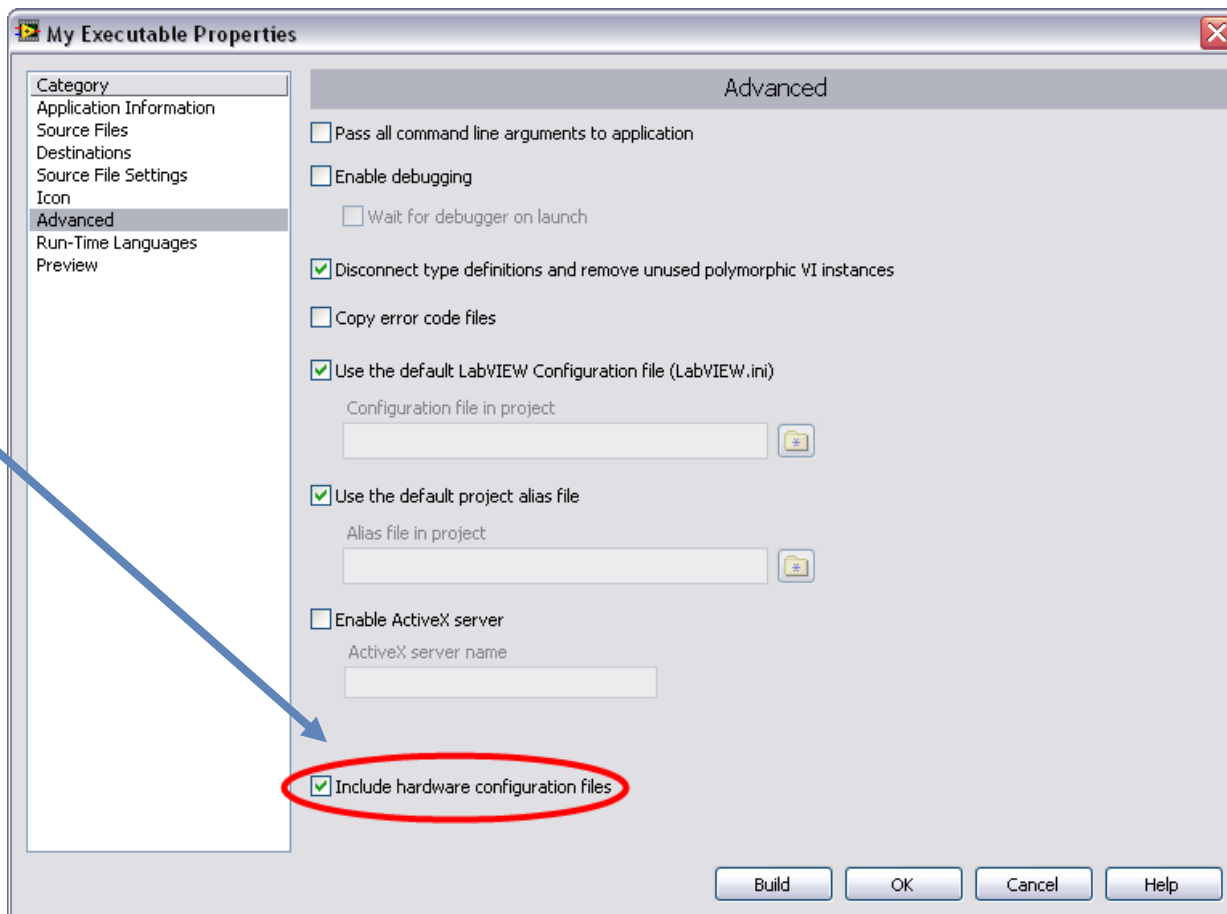 My Executable Properties
Category
Application Information
Source Files
Destinations
Source File Settings
Icon
Advanced
Run-Time Languages
Preview
Advanced
Pass all command line arguments to application
Enable debugging
Wait for debugger on launch
Disconnect type definitions and remove unused polymorphic VI instances
Copy error code files
Use the default LabVIEW Configuration file (LabVIEW.ini)
Configuration file in project
Use the default project alias file
Alias file in project
Enable ActiveX server
ActiveX server name
Include hardware configuration files
Build OK Cancel Help